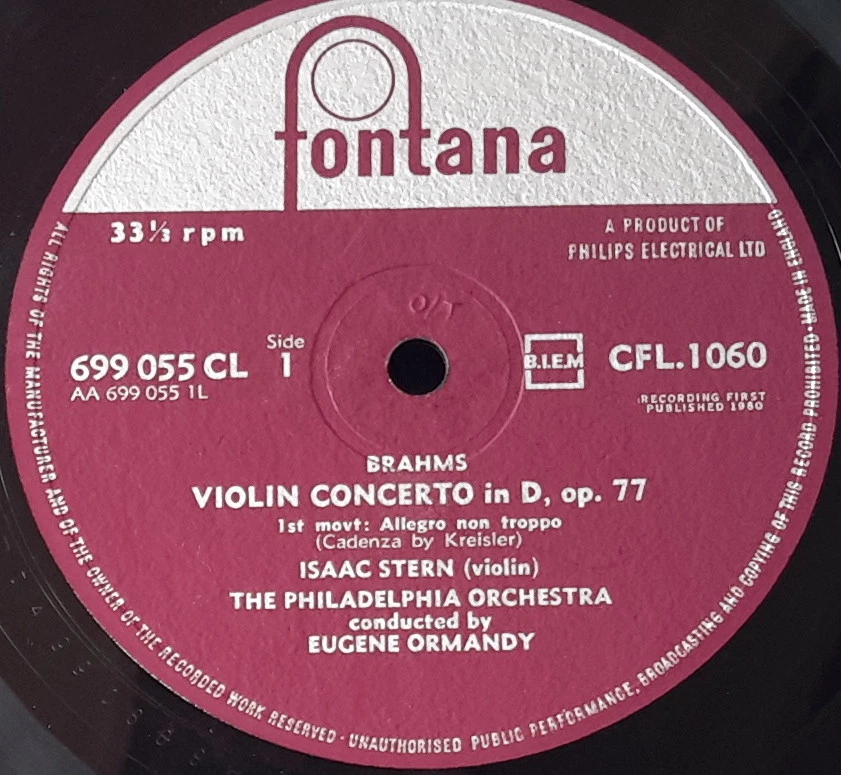 fontana
33⅓ rpm
A PRODUCT OF
PHILIPS ELECTRICAL LTD
O/T
699 055 CL
Side
1
B.I.E.M
CFL.1060
AA 699 055 1L
RECORDING FIRST
PUBLISHED 1960
BRAHMS
VIOLIN CONCERTO in D, op. 77
1st movt: Allegro non troppo
(Cadenza by Kreisler)
ISAAC STERN (violin)
THE PHILADELPHIA ORCHESTRA
conducted by
EUGENE ORMANDY
ALL RIGHTS OF THE MANUFACTURER AND OF THE OWNER OF THE RECORDED WORK RESERVED · UNAUTHORISED PUBLIC PERFORMANCE, BROADCASTING AND COPYING OF THIS RECORD PROHIBITED · MADE IN ENGLAND